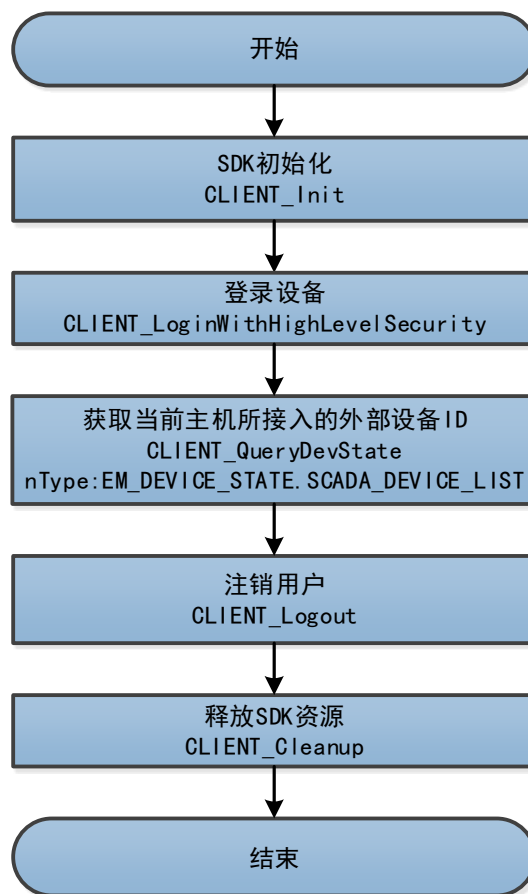 开始
SDK初始化
CLIENT_Init
登录设备
CLIENT_LoginWithHighLevelSecurity
获取当前主机所接入的外部设备ID
CLIENT_QueryDevState
nType:EM_DEVICE_STATE.SCADA_DEVICE_LIST
注销用户
CLIENT_Logout
释放SDK资源
CLIENT_Cleanup
结束